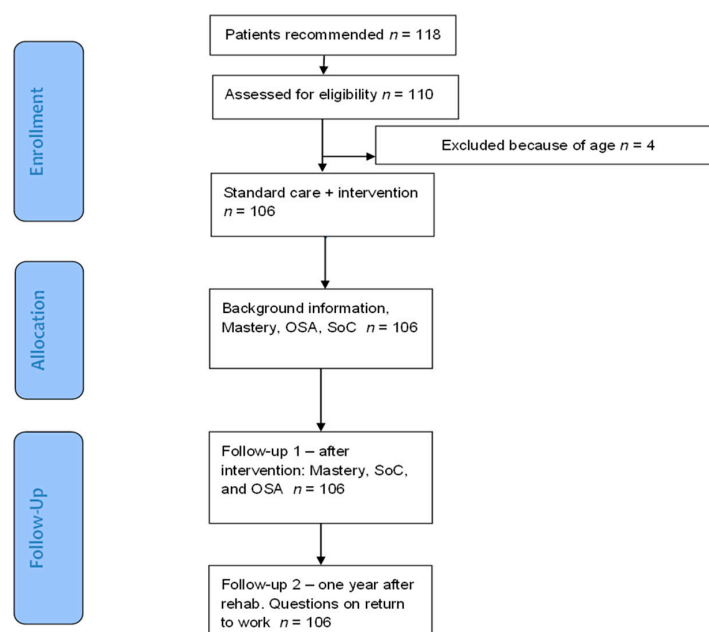 Patients recommended n = 118
Enrollment
Assessed for eligibility n = 110
Excluded because of age n = 4
Standard care + intervention
n = 106
Allocation
Background information,
Mastery, OSA, SoC n = 106
Follow-Up
Follow-up 1 – after
intervention: Mastery, SoC,
and OSA n = 106
Follow-up 2 – one year after
rehab. Questions on return
to work n = 106